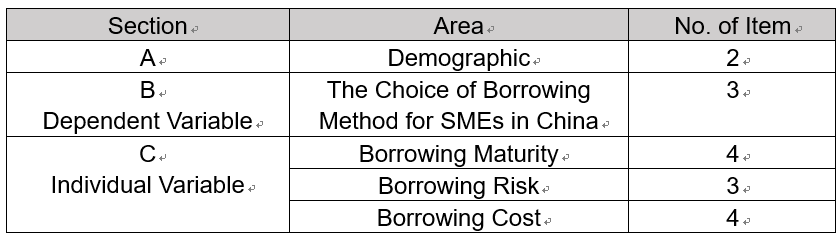 Section Area No. of Item
A Demographic 2
B The Choice of Borrowing 3
Dependent Variable Method for SMEs in China
C Borrowing Maturity 4
Individual Variable Borrowing Risk 3
Borrowing Cost 4